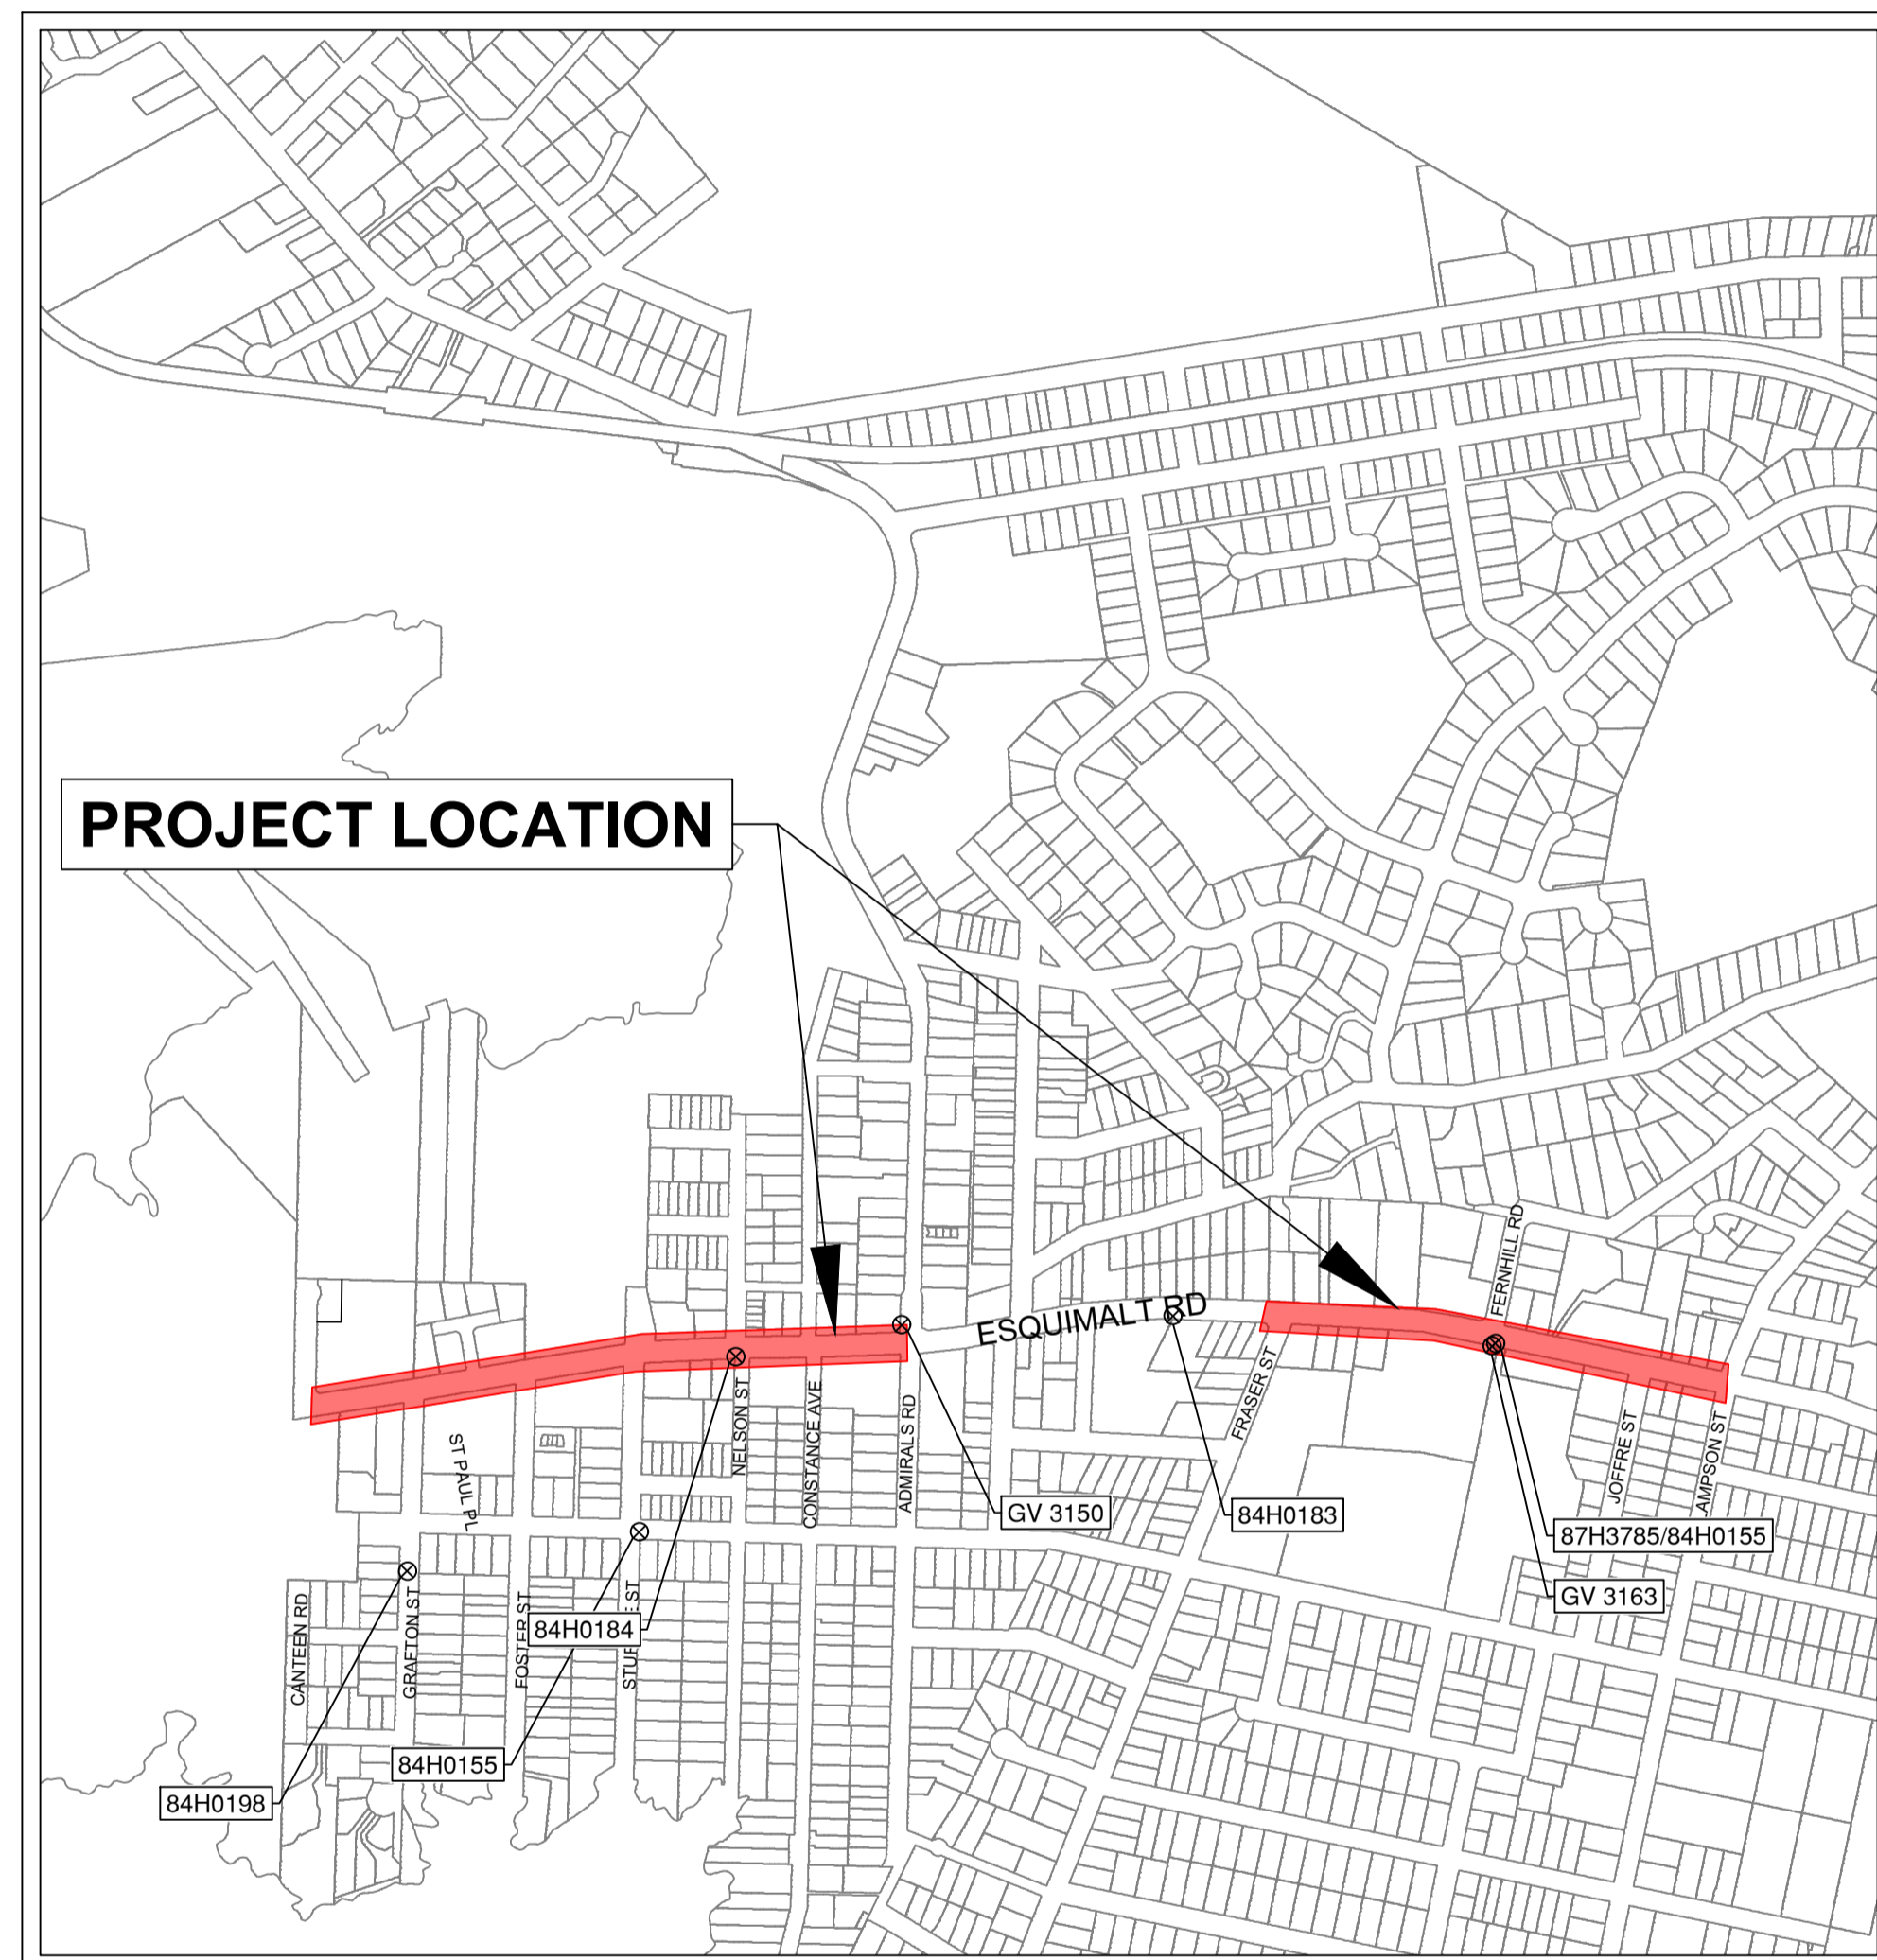 PROJECT LOCATION
FERNHILL RD
ESQUIMALT RD
FRASER ST
NELSON ST
CONSTANCE AVE
ADMIRALS RD
ST PAUL PL
JOFFRE ST
AMPSON ST
GV 3150
84H0183
87H3785/84H0155
GV 3163
CANTEEN RD
GRAFTON ST
FOSTER ST
84H0184
ST
84H0155
84H0198